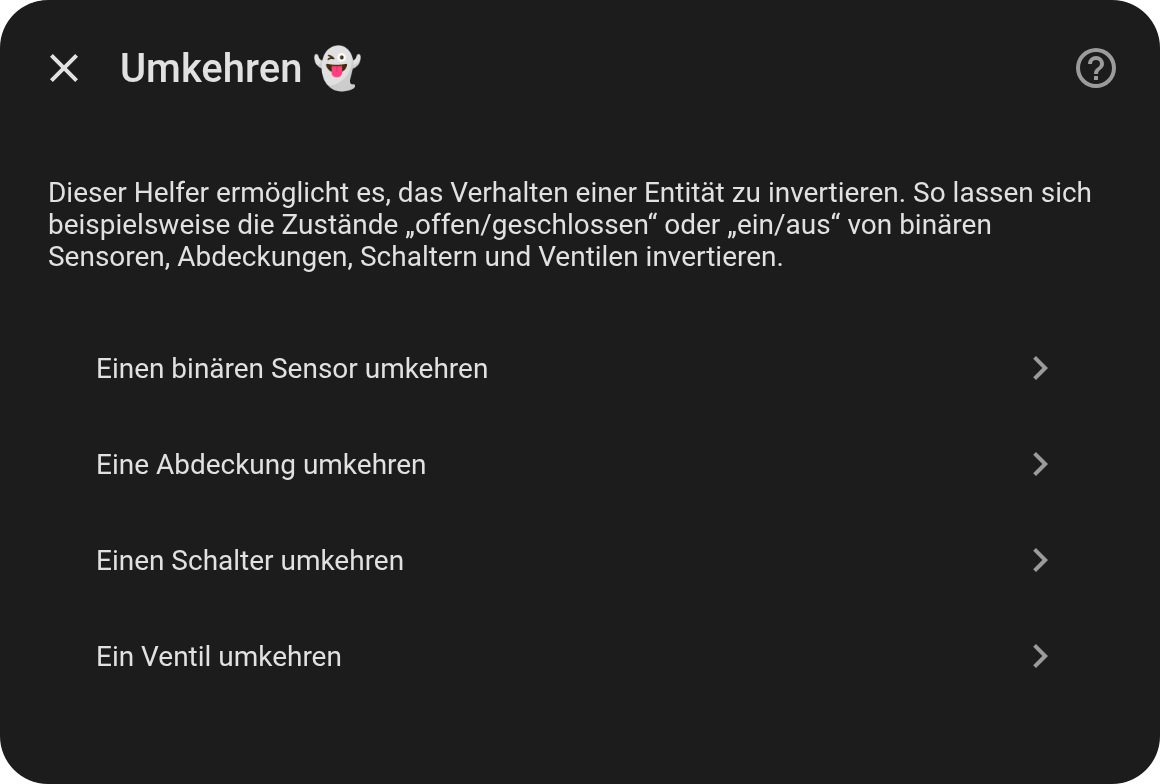 Umkehren 👻
Dieser Helfer ermöglicht es, das Verhalten einer Entität zu invertieren. So lassen sich
beispielsweise die Zustände „offen/geschlossen“ oder „ein/aus“ von binären
Sensoren, Abdeckungen, Schaltern und Ventilen invertieren.
Einen binären Sensor umkehren
Eine Abdeckung umkehren
Einen Schalter umkehren
Ein Ventil umkehren